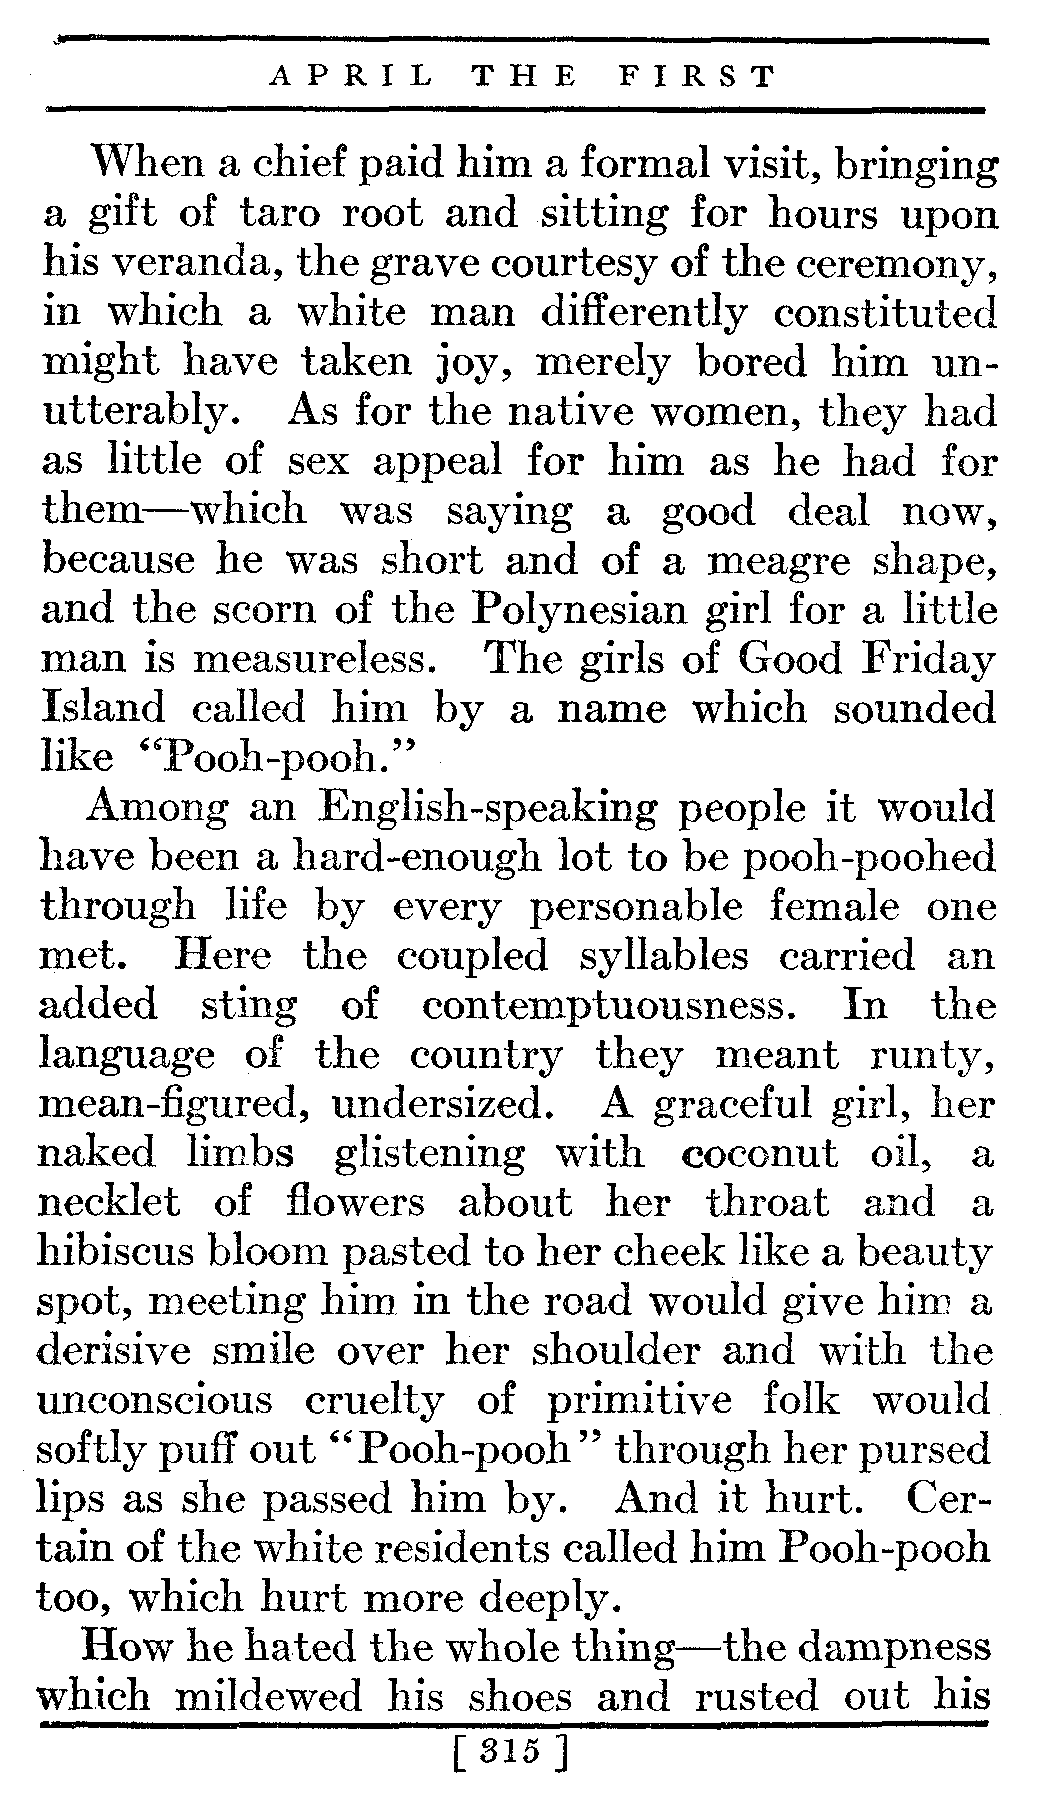 APRIL THE FIRST
When a chief paid him a formal visit, bringing
a gift of taro root and sitting for hours upon
his veranda, the grave courtesy of the ceremony,
in which a white man differently constituted
might have taken joy, merely bored him un-
utterably. As for the native women, they had
as little of sex appeal for him as he had for
them—which was saying a good deal now,
because he was short and of a meagre shape,
and the scorn of the Polynesian girl for a little
man is measureless. The girls of Good Friday
Island called him by a name which sounded
like “Pooh-pooh.”
Among an English-speaking people it would
have been a hard-enough lot to be pooh-poohed
through life by every personable female one
met. Here the coupled syllables carried an
added sting of contemptuousness. In the
language of the country they meant runty,
mean-figured, undersized. A graceful girl, her
naked limbs glistening with coconut oil, a
necklet of flowers about her throat and a
hibiscus bloom pasted to her cheek like a beauty
spot, meeting him in the road would give him a
derisive smile over her shoulder and with the
unconscious cruelty of primitive folk would
softly puff out “Pooh-pooh” through her pursed
lips as she passed him by. And it hurt. Cer-
tain of the white residents called him Pooh-pooh
too, which hurt more deeply.
How he hated the whole thing—the dampness
which mildewed his shoes and rusted out his
[ 315 ]